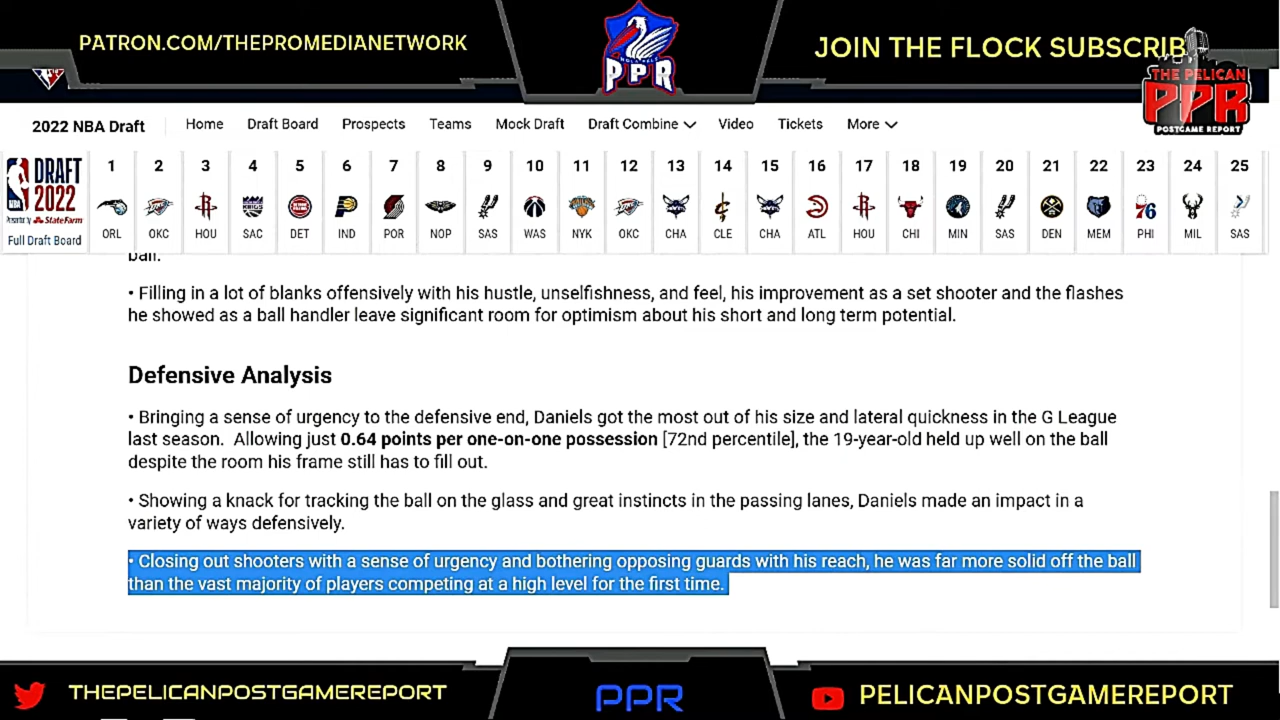 PATRON.COM/THEPROMEDIANETWORK
PPR
JOIN THE FLOCK SUBSCRIB
THE PELICAN
PPR
POSTGAME REPORT
2022 NBA Draft
Home
Draft Board
Prospects
Teams
Mock Draft
Draft Combine
Video
Tickets
More
DRAFT
2022
State Farm
Full Draft Board
1 2 3 4 5 6 7 8 9 10 11 12 13 14 15 16 17 18 19 20 21 22 23 24 25
ORL OKC HOU SAC DET IND POR NOP SAS WAS NYK OKC CHA CLE CHA ATL HOU CHI MIN SAS DEN MEM PHI MIL SAS
ball.
• Filling in a lot of blanks offensively with his hustle, unselfishness, and feel, his improvement as a set shooter and the flashes
he showed as a ball handler leave significant room for optimism about his short and long term potential.
Defensive Analysis
• Bringing a sense of urgency to the defensive end, Daniels got the most out of his size and lateral quickness in the G League
last season. Allowing just 0.64 points per one-on-one possession [72nd percentile], the 19-year-old held up well on the ball
despite the room his frame still has to fill out.
• Showing a knack for tracking the ball on the glass and great instincts in the passing lanes, Daniels made an impact in a
variety of ways defensively.
• Closing out shooters with a sense of urgency and bothering opposing guards with his reach, he was far more solid off the ball
than the vast majority of players competing at a high level for the first time.
THEPELICANPOSTGAMEREPORT
PPR
PELICANPOSTGAMEREPORT